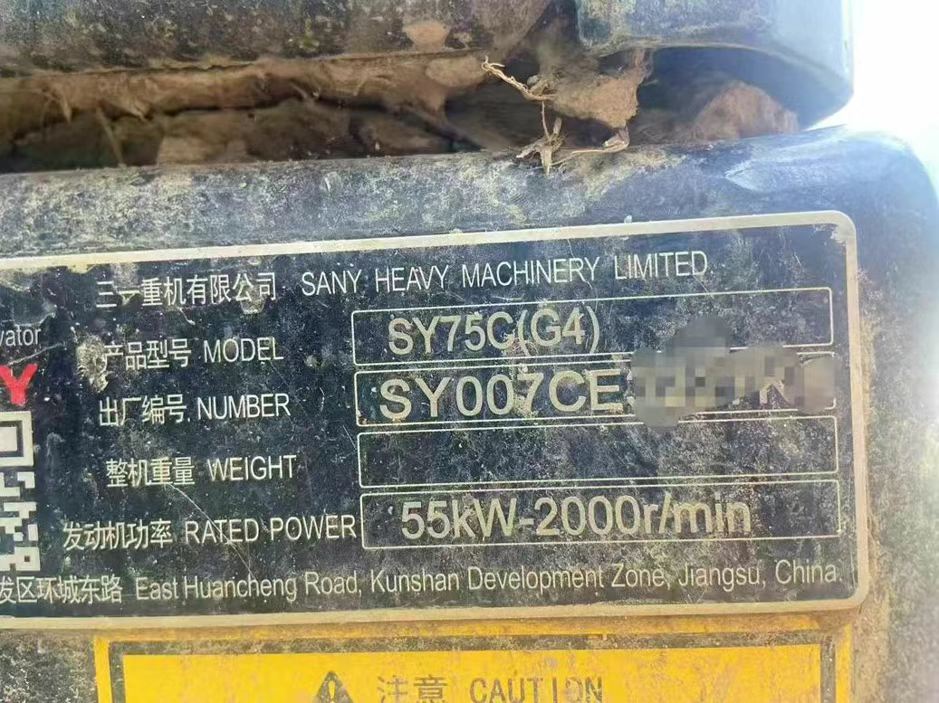 三一重机有限公司 SANY HEAVY MACHINERY LIMITED
vator
产品型号 MODEL SY75C(G4)
Y
出厂编号 NUMBER SY007CE
整机重量 WEIGHT
发动机功率 RATED POWER 55kW-2000r/min
发区环城东路 East Huancheng Road, Kunshan Development Zone, Jiangsu, China.
注意 CAUTION